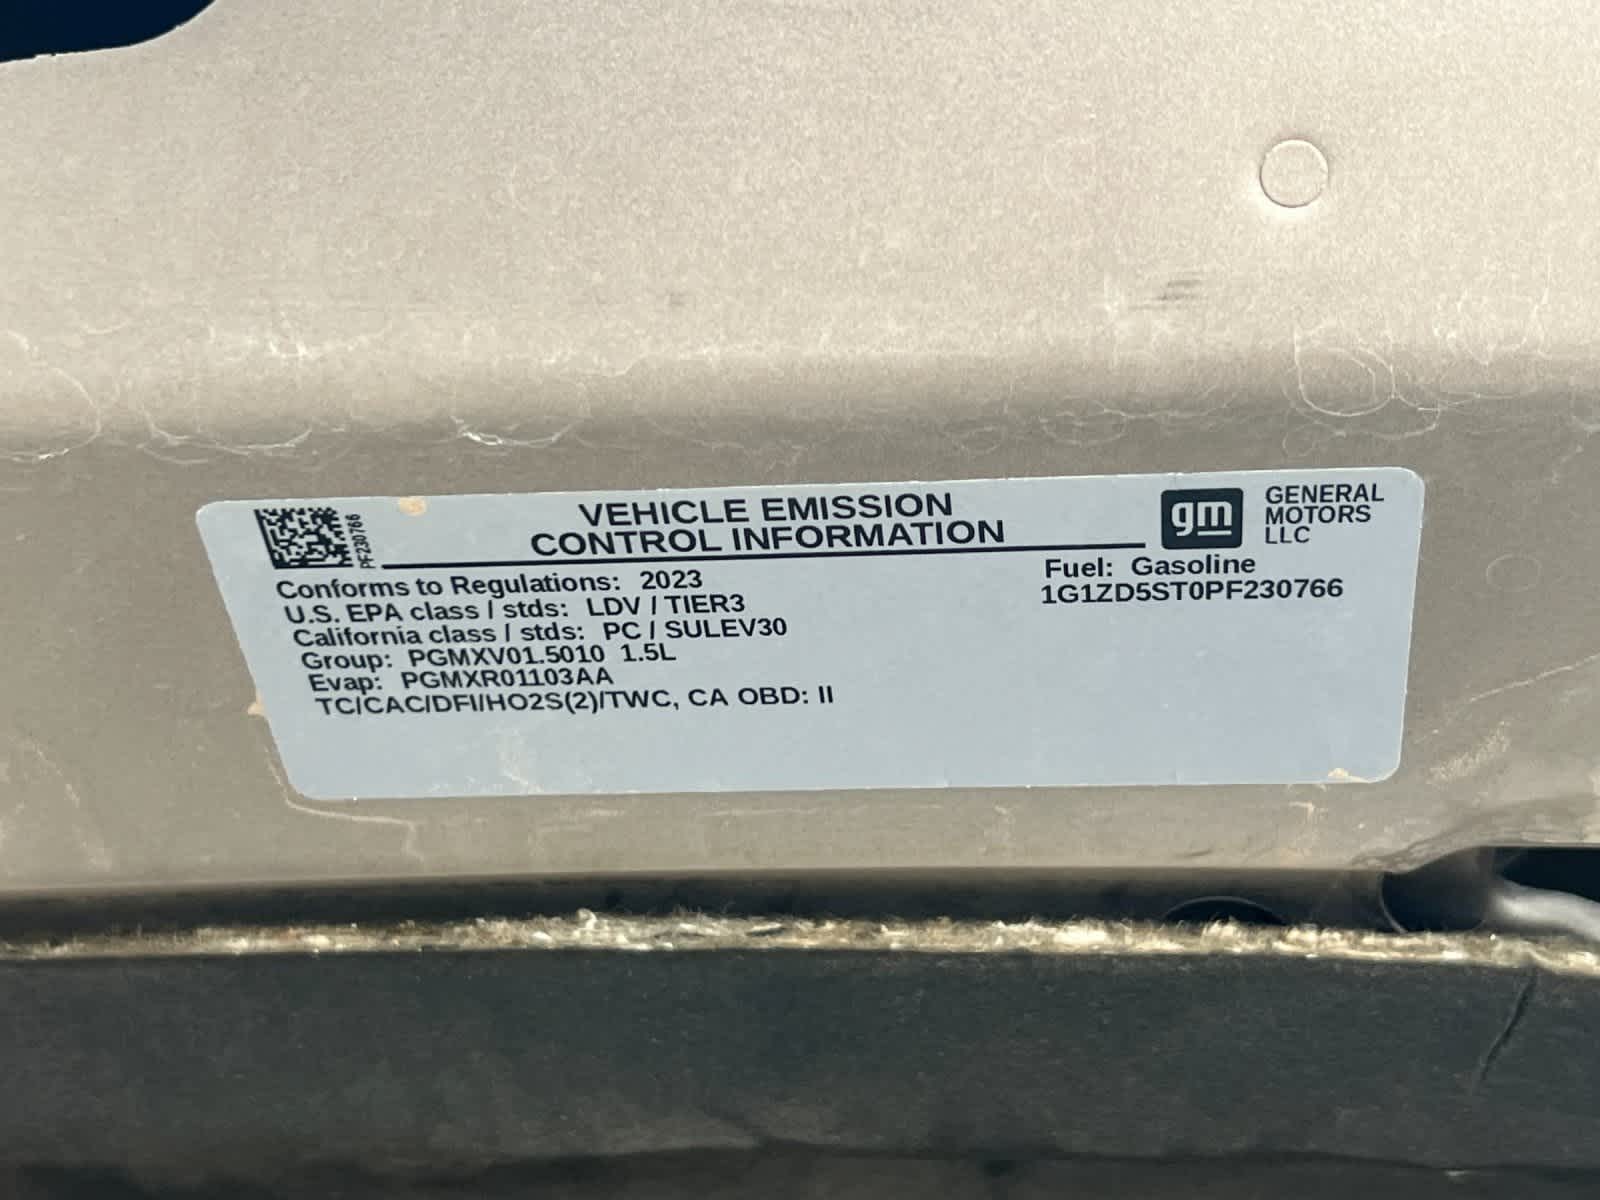 PF230766
VEHICLE EMISSION
CONTROL INFORMATION
gm
GENERAL
MOTORS
LLC
Conforms to Regulations: 2023
U.S. EPA class / stds: LDV / TIER3
California class / stds: PC / SULEV30
Group: PGMXV01.5010 1.5L
Evap: PGMXR01103AA
TC/CAC/DFI/HO2S(2)/TWC, CA OBD: II
Fuel: Gasoline
1G1ZD5ST0PF230766